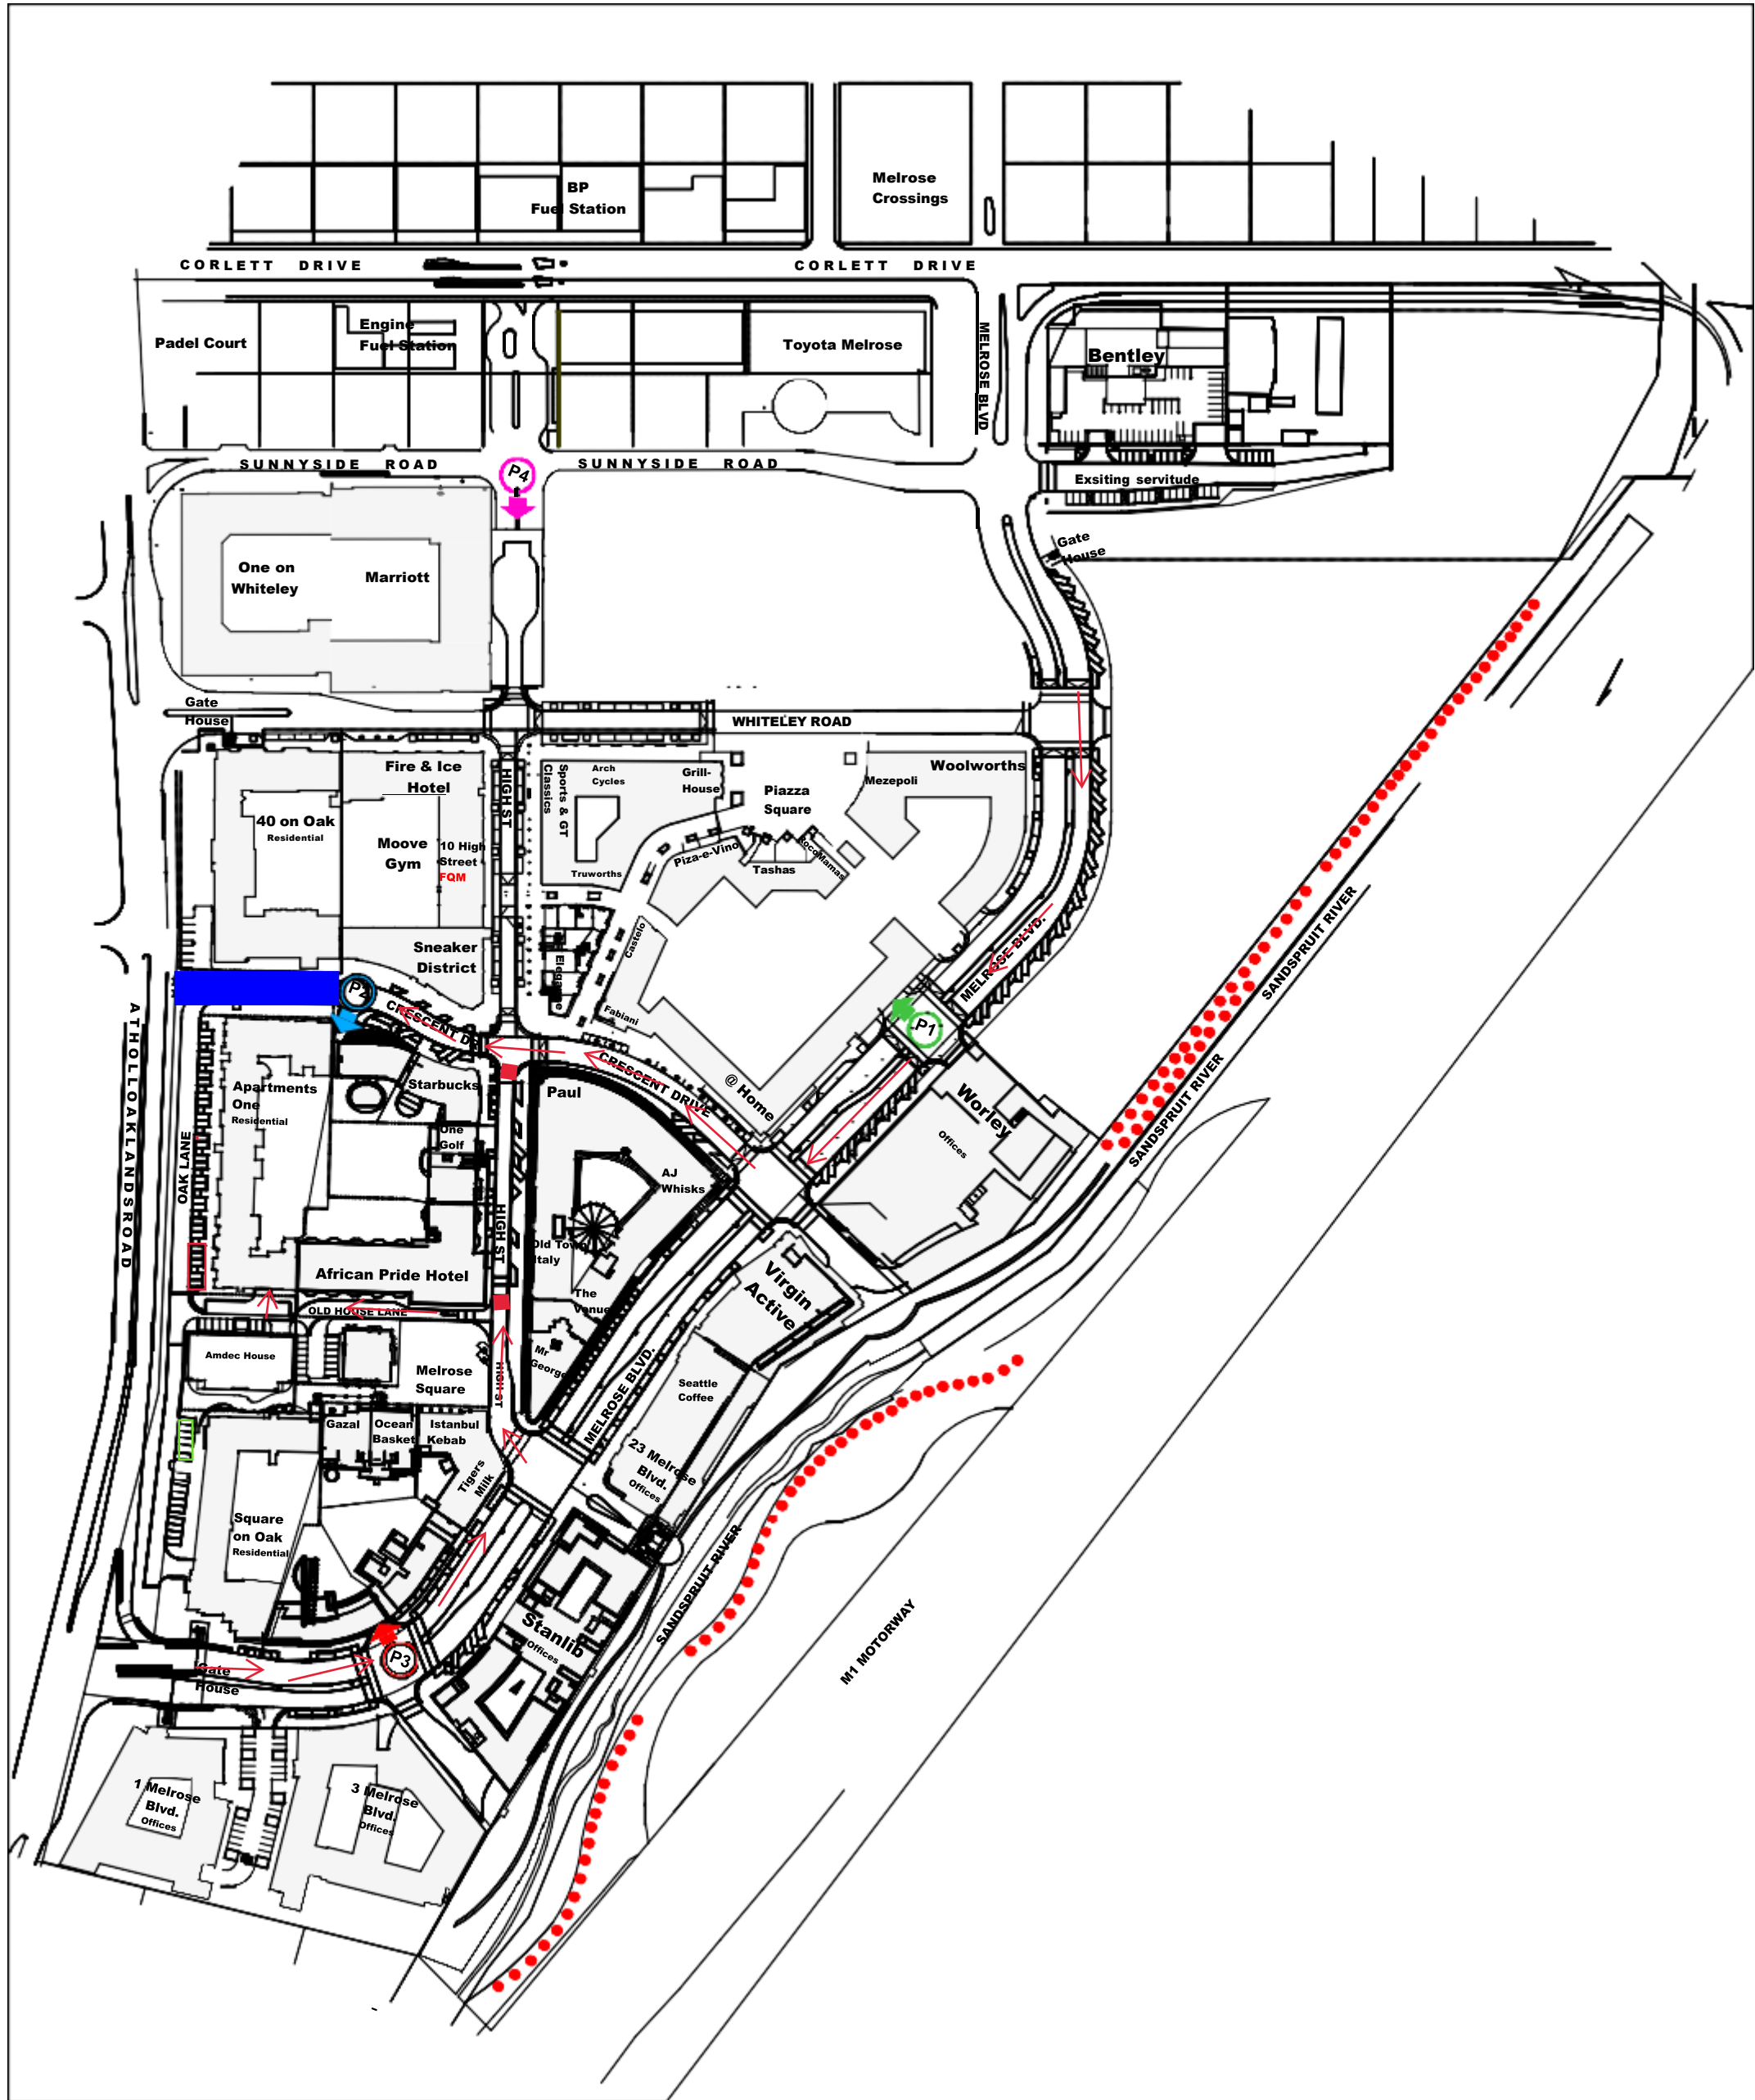 BP
Fuel Station
Melrose
Crossings
CORLETT DRIVE
CORLETT DRIVE
Padel Court
Engine
Fuel Station
Toyota Melrose
MELROSE BLVD
Bentley
SUNNYSIDE ROAD
P4
SUNNYSIDE ROAD
Exsiting servitude
Gate
House
One on
Whiteley
Marriott
Gate
House
WHITELEY ROAD
Fire & Ice
Hotel
HIGH ST
Sports & GT
Classics
Arch
Cycles
Grill-
House
Piazza
Square
Mezepoli
Woolworths
40 on Oak
Residential
Moove
Gym
10 High
Street
FQM
Truworths
Piza-e-Vino
Tashas
RocoMamas
Sneaker
District
Elegance
Castelo
Fabiani
MELROSE BLVD.
SANDSPRUIT RIVER
P2
CRESCENT DR
P1
ATHOLLOAKLANDSROAD
Apartments
One
Residential
Starbucks
Paul
CRESCENT DRIVE
@ Home
Worley
Offices
SANDSPRUIT RIVER
OAK LANE
One
Golf
AJ
Whisks
HIGH ST
Old Town
Italy
African Pride Hotel
The
Venue
Virgin
Active
OLD HOUSE LANE
Amdec House
Melrose
Square
HIGH ST
Mr
George
MELROSE BLVD.
Seattle
Coffee
Gazal
Ocean
Basket
Istanbul
Kebab
Tigers
Milk
23 Melrose
Blvd.
Offices
Square
on Oak
Residential
SANDSPRUIT RIVER
Stanlib
Offices
P3
Gate
House
M1 MOTORWAY
1 Melrose
Blvd.
Offices
3 Melrose
Blvd.
Offices